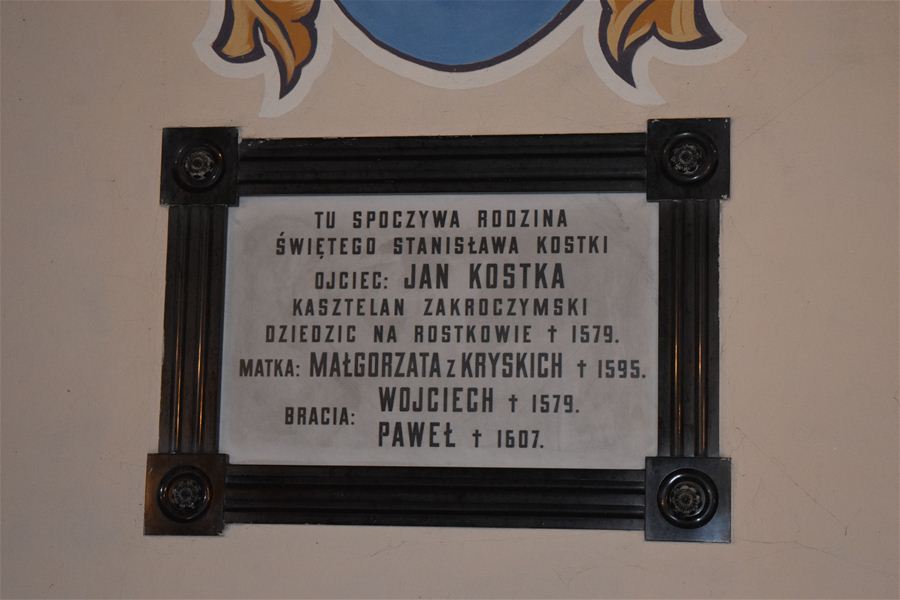 TU SPOCZYWA RODZINA
ŚWIĘTEGO STANISŁAWA KOSTKI
OJCIEC: JAN KOSTKA
KASZTELAN ZAKROCZYMSKI
DZIEDZIC NA ROSTKOWIE † 1579.
MATKA: MAŁGORZATA Z KRYSKICH † 1595.
BRACIA: WOJCIECH † 1579.
PAWEŁ † 1607.